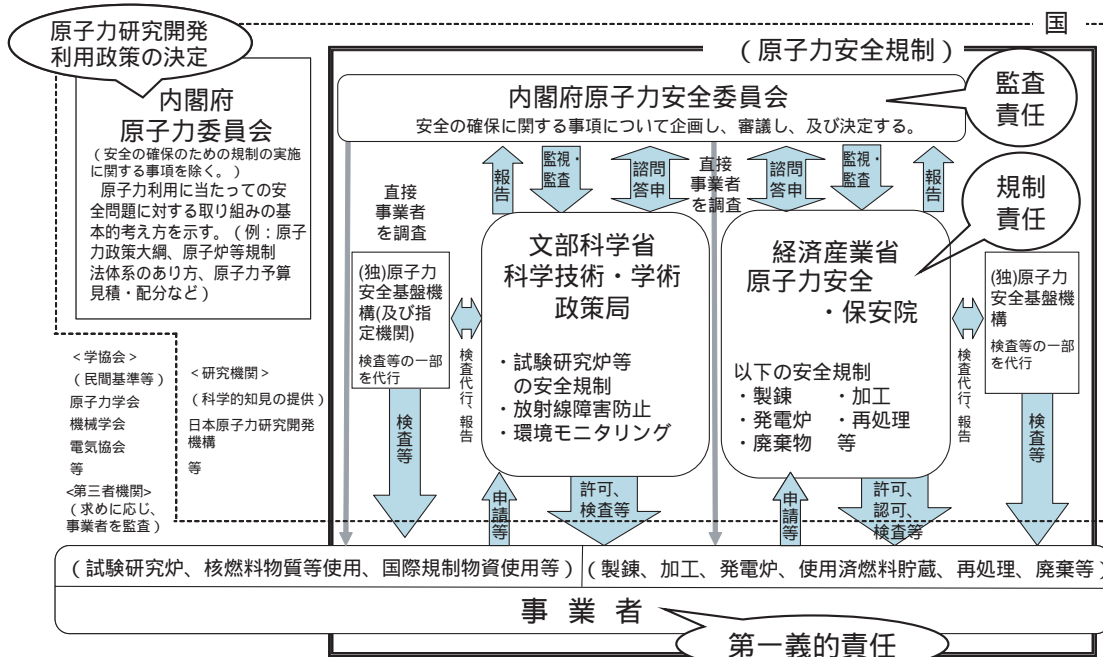 国
原子力研究開発
利用政策の決定
(原子力安全規制)
内閣府
原子力委員会
(安全の確保のための規制の実施
に関する事項を除く。)
原子力利用に当たっての安
全問題に対する取り組みの基
本的考え方を示す。(例:原子
力政策大綱、原子炉等規制
法体系のあり方、原子力予算
見積・配分など)
内閣府原子力安全委員会
安全の確保に関する事項について企画し、審議し、及び決定する。
監査
責任
直接
事業者
を調査
報告
監視・
監査
諮問
答申
直接
事業者
を調査
諮問
答申
監視・
監査
報告
規制
責任
(独)原子力
安全基盤機
構(及び指
定機関)
検査等の一部
を代行
検査代行、報告
文部科学省
科学技術・学術
政策局
・試験研究炉等
の安全規制
・放射線障害防止
・環境モニタリング
経済産業省
原子力安全
・保安院
以下の安全規制
・製錬 ・加工
・発電炉 ・再処理
・廃棄物 等
検査代行、報告
(独)原子力
安全基盤機
構
検査等の一部
を代行
<学協会>
(民間基準等)
原子力学会
機械学会
電気協会
等
<第三者機関>
(求めに応じ、
事業者を監査)
<研究機関>
(科学的知見の提供)
日本原子力研究開発
機構
等
検査等
申請等
許可、
検査等
申請等
許可、
認可、
検査等
検査等
(試験研究炉、核燃料物質等使用、国際規制物資使用等)
(製錬、加工、発電炉、使用済燃料貯蔵、再処理、廃棄等)
事業者
第一義的責任